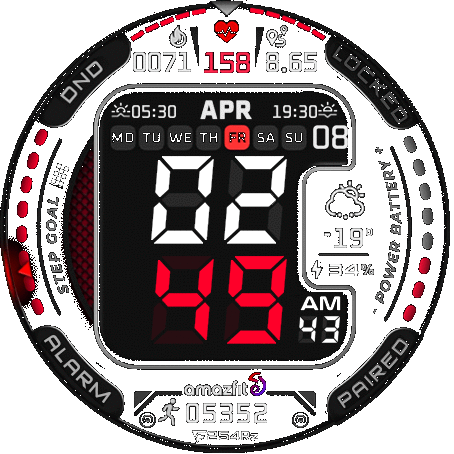 DND
LOCKED
0071 158 8.65
05:30 APR 19:30
MO TU WE TH FR SA SU 08
02
49
AM
43
-19°
84%
STEP GOAL
- POWER BATTERY +
ALARM
PAIRED
amazfit
05352